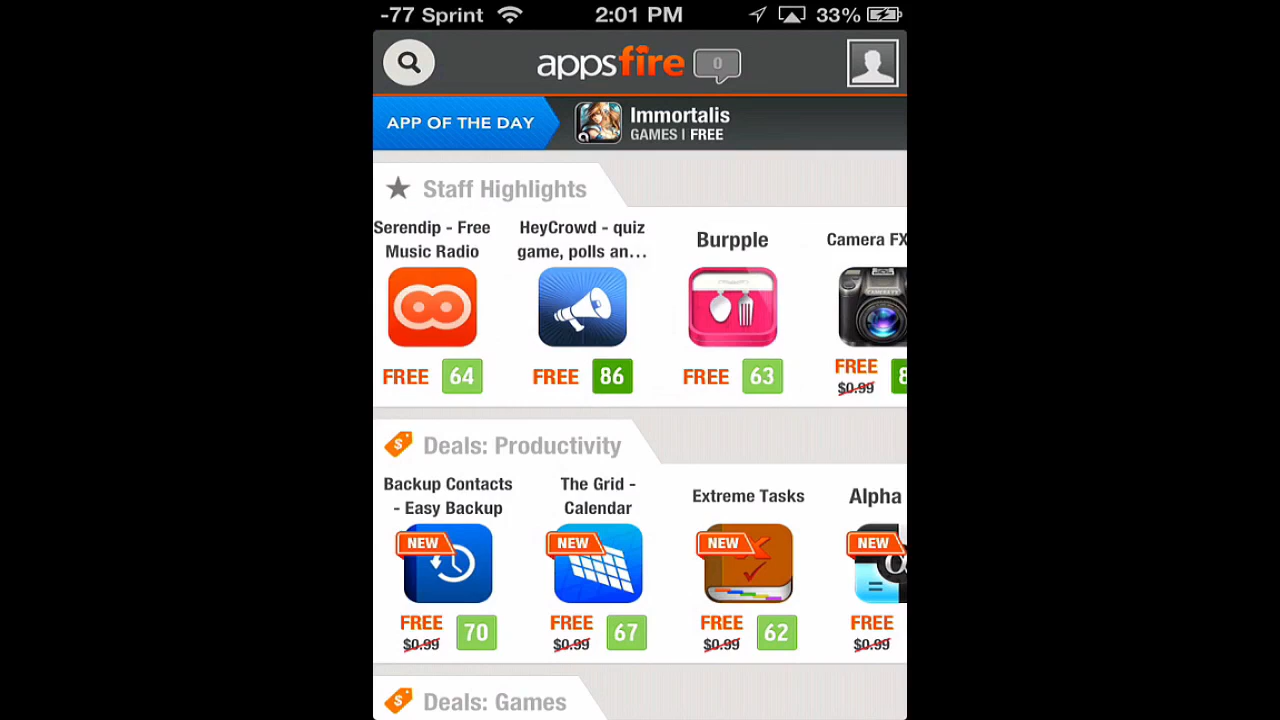 -77 Sprint 2:01 PM 33%
appsfire 0
APP OF THE DAY
Immortalis
GAMES | FREE
Staff Highlights
Serendip - Free
Music Radio
HeyCrowd - quiz
game, polls an...
Burpple
Camera FX
FREE 64
FREE 86
FREE 63
FREE
$0.99
8
Deals: Productivity
Backup Contacts
- Easy Backup
The Grid -
Calendar
Extreme Tasks
Alpha
NEW NEW NEW NEW
FREE
$0.99
70
FREE
$0.99
67
FREE
$0.99
62
FREE
$0.99
Deals: Games